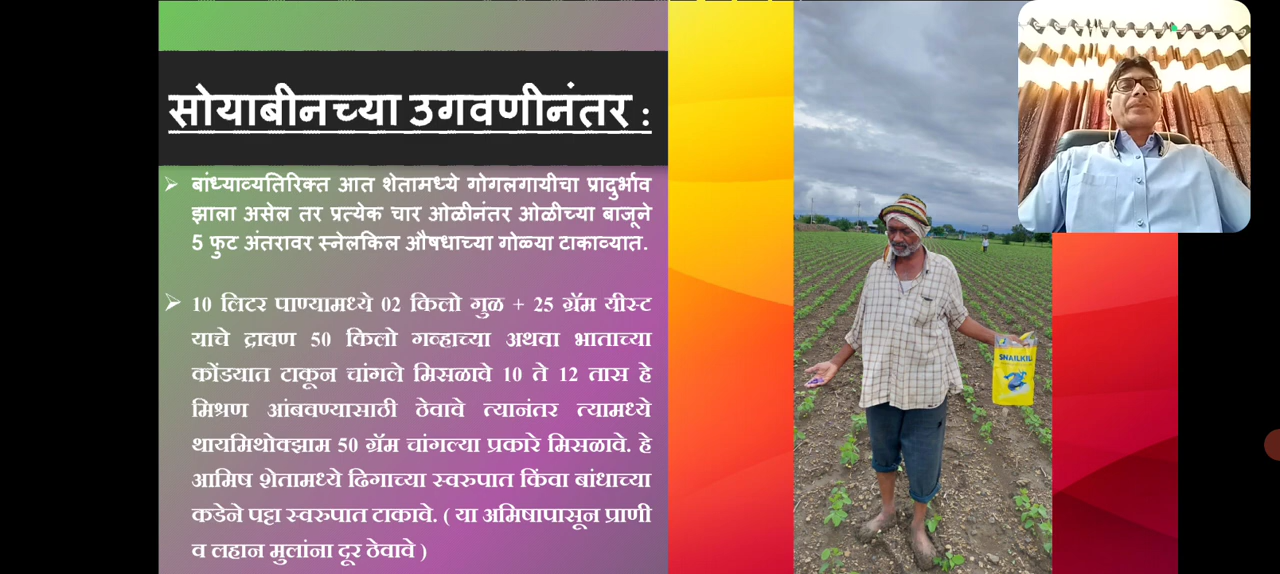 सोयाबीनच्या उगवणीनंतर :
➢ बांध्याव्यतिरिक्त आत शेतामध्ये गोगलगायीचा प्रादुर्भाव
झाला असेल तर प्रत्येक चार ओळीनंतर ओळीच्या बाजूने
5 फुट अंतरावर स्नेलकिल औषधाच्या गोळ्या टाकाव्यात.
➢ 10 लिटर पाण्यामध्ये 02 किलो गुळ + 25 ग्रॅम यीस्ट
याचे द्रावण 50 किलो गव्हाच्या अथवा भाताच्या
कोंडयात टाकून चांगले मिसळावे 10 ते 12 तास हे
मिश्रण आंबवण्यासाठी ठेवावे त्यानंतर त्यामध्ये
थायमिथोक्झाम 50 ग्रॅम चांगल्या प्रकारे मिसळावे. हे
आमिष शेतामध्ये ढिगाच्या स्वरुपात किंवा बांधाच्या
कडेने पट्टा स्वरुपात टाकावे. ( या अमिषापासून प्राणी
व लहान मुलांना दूर ठेवावे )
SNAILKIL